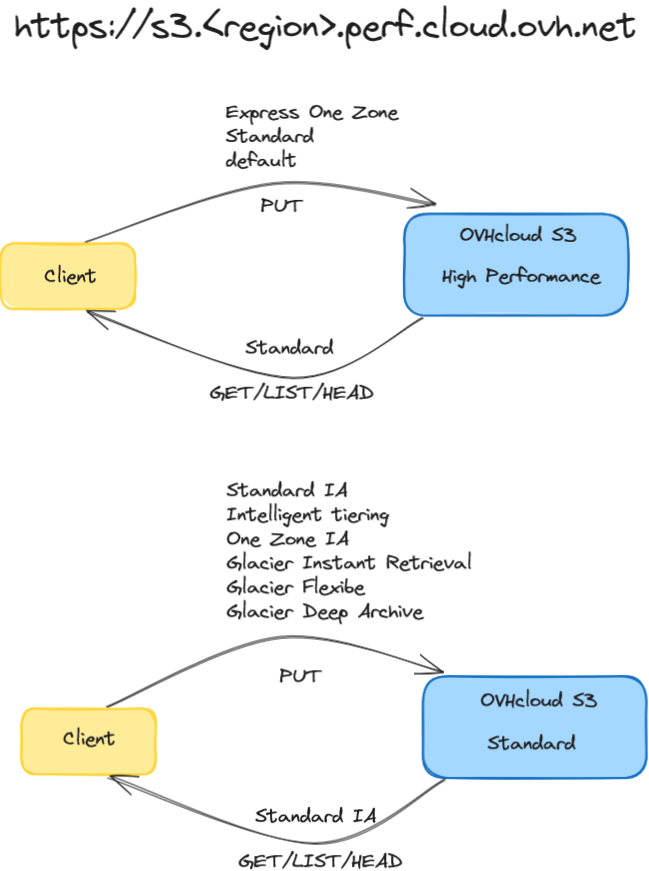 https://s3.<region>.perf.cloud.ovh.net
Express One Zone
Standard
default
PUT
OVHcloud S3
High Performance
Client
Standard
GET/LIST/HEAD
Standard IA
Intelligent tiering
One Zone IA
Glacier Instant Retrieval
Glacier Flexibe
Glacier Deep Archive
PUT
OVHcloud S3
Standard
Client
Standard IA
GET/LIST/HEAD